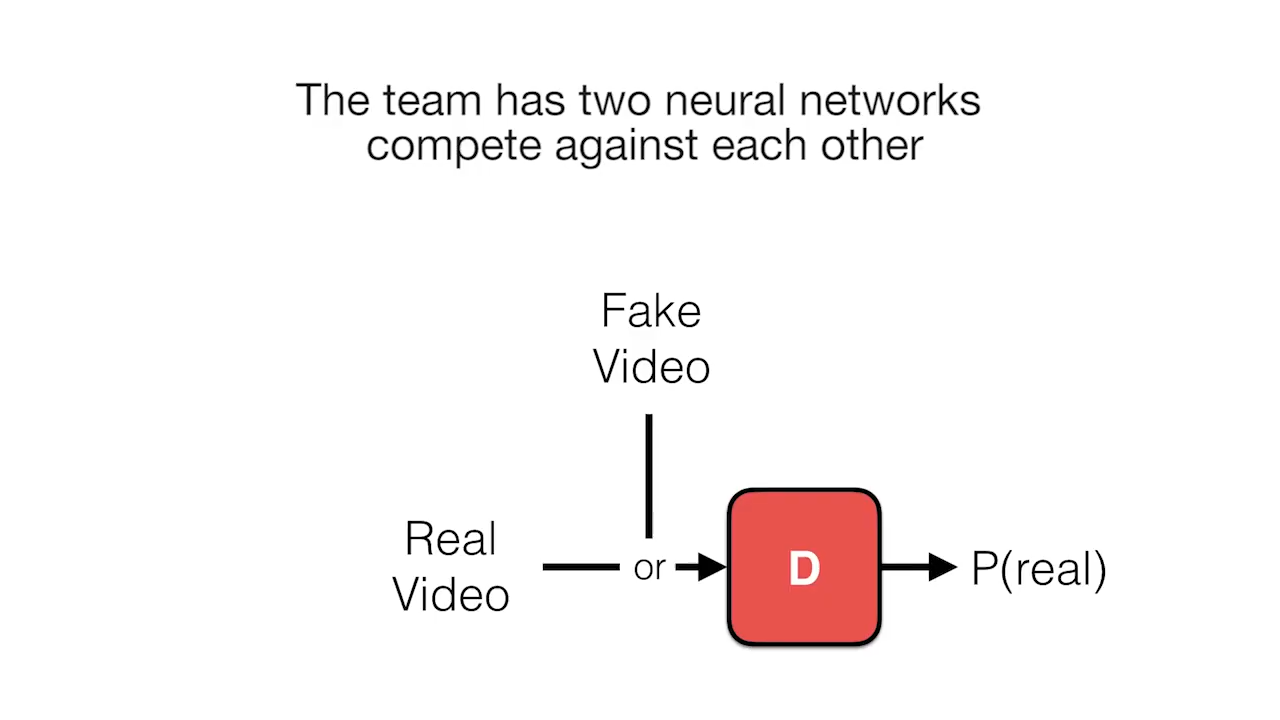 The team has two neural networks
compete against each other
Fake
Video
Real
Video
or
D
P(real)